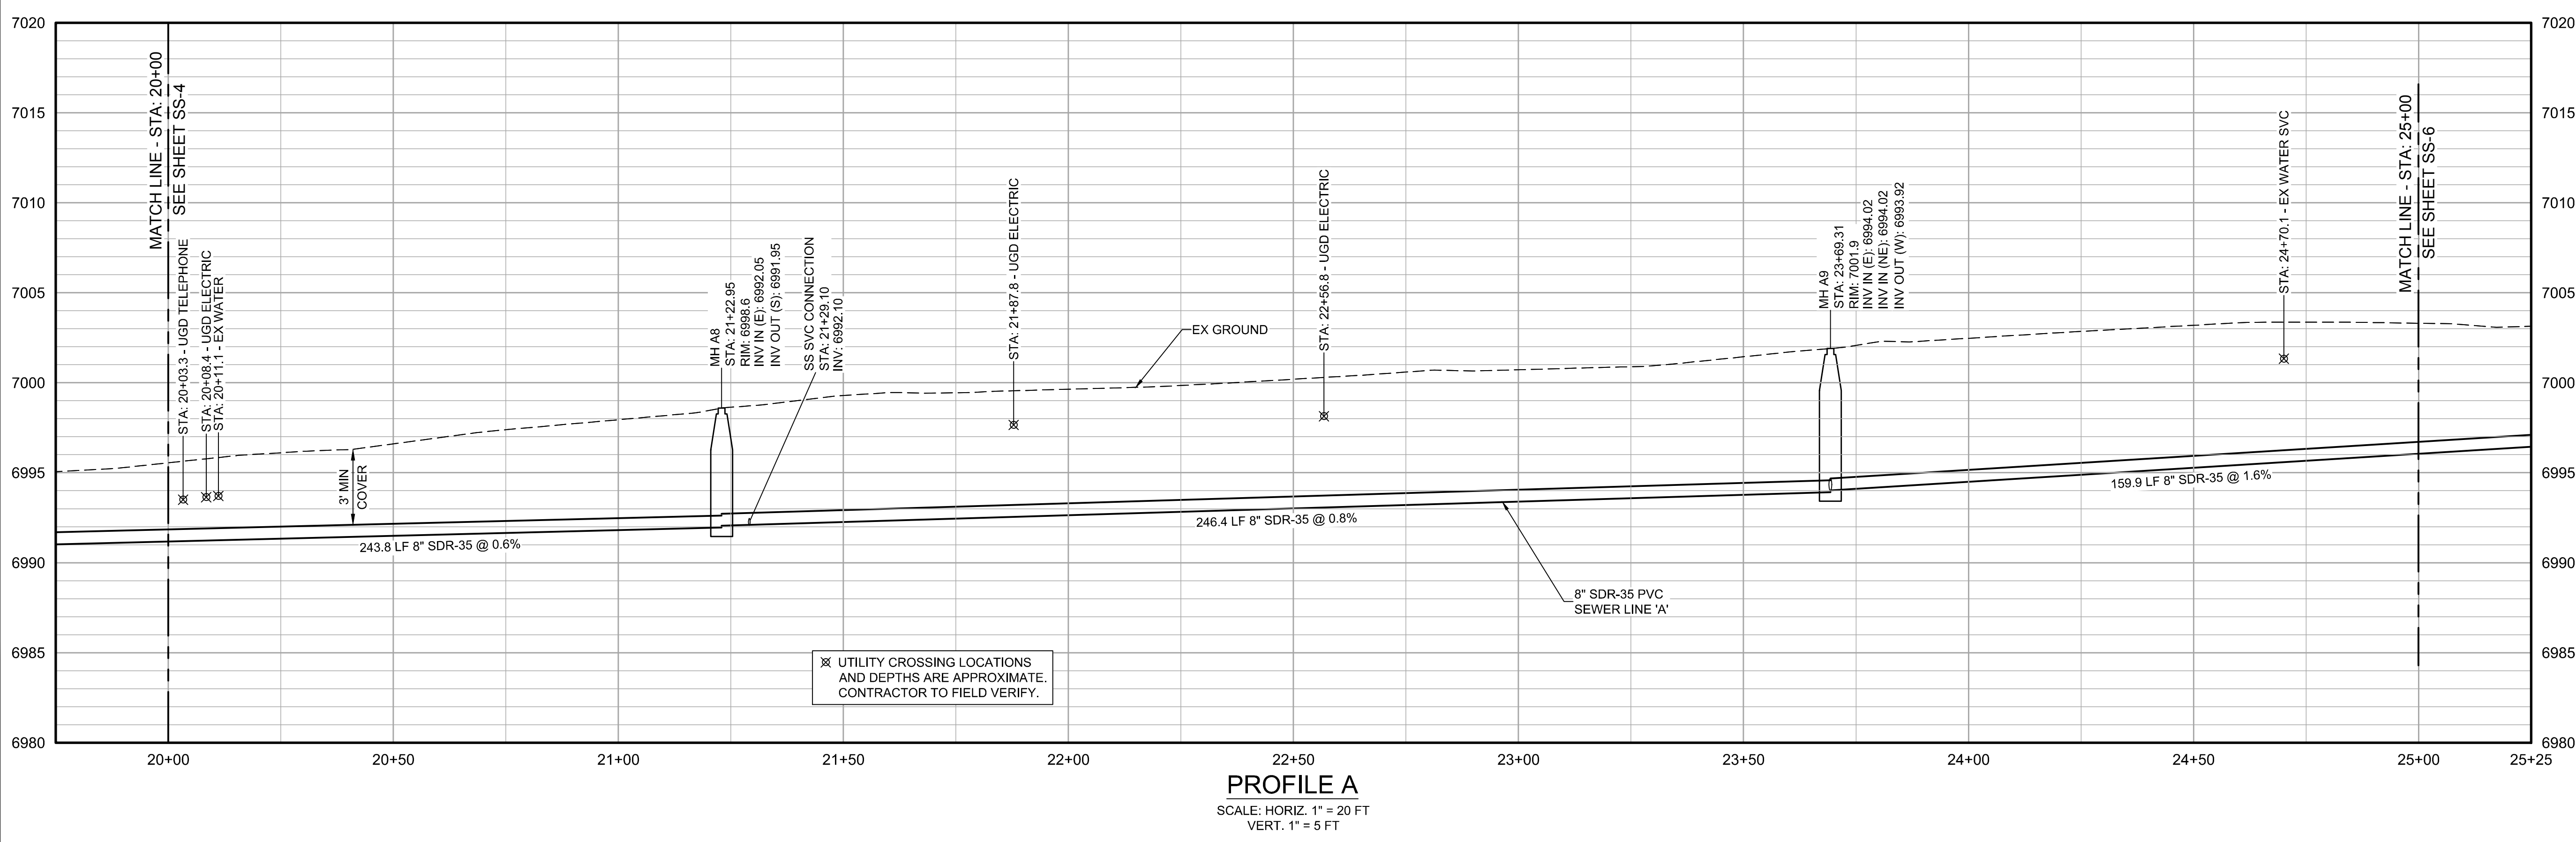 7020
7015
7010
7005
7000
6995
6990
6985
6980
MATCH LINE - STA: 20+00
SEE SHEET SS-4
STA: 20+03.3 - UGD TELEPHONE
STA: 20+08.4 - UGD ELECTRIC
STA: 20+11.1 - EX WATER
3' MIN
COVER
243.8 LF 8" SDR-35 @ 0.6%
MH A8
STA: 21+22.95
RIM: 6998.6
INV IN (E): 6992.05
INV OUT (S): 6991.95
SS SVC CONNECTION
STA: 21+29.10
INV: 6992.10
STA: 21+87.8 - UGD ELECTRIC
EX GROUND
STA: 22+56.8 - UGD ELECTRIC
246.4 LF 8" SDR-35 @ 0.8%
8" SDR-35 PVC
SEWER LINE 'A'
MH A9
STA: 23+69.31
RIM: 7001.9
INV IN (E): 6994.02
INV IN (NE): 6994.02
INV OUT (W): 6993.92
159.9 LF 8" SDR-35 @ 1.6%
STA: 24+70.1 - EX WATER SVC
MATCH LINE - STA: 25+00
SEE SHEET SS-6
UTILITY CROSSING LOCATIONS
AND DEPTHS ARE APPROXIMATE.
CONTRACTOR TO FIELD VERIFY.
7020
7015
7010
7005
7000
6995
6990
6985
6980
20+00
20+50
21+00
21+50
22+00
22+50
23+00
23+50
24+00
24+50
25+00
25+25
PROFILE A
SCALE: HORIZ. 1" = 20 FT
VERT. 1" = 5 FT